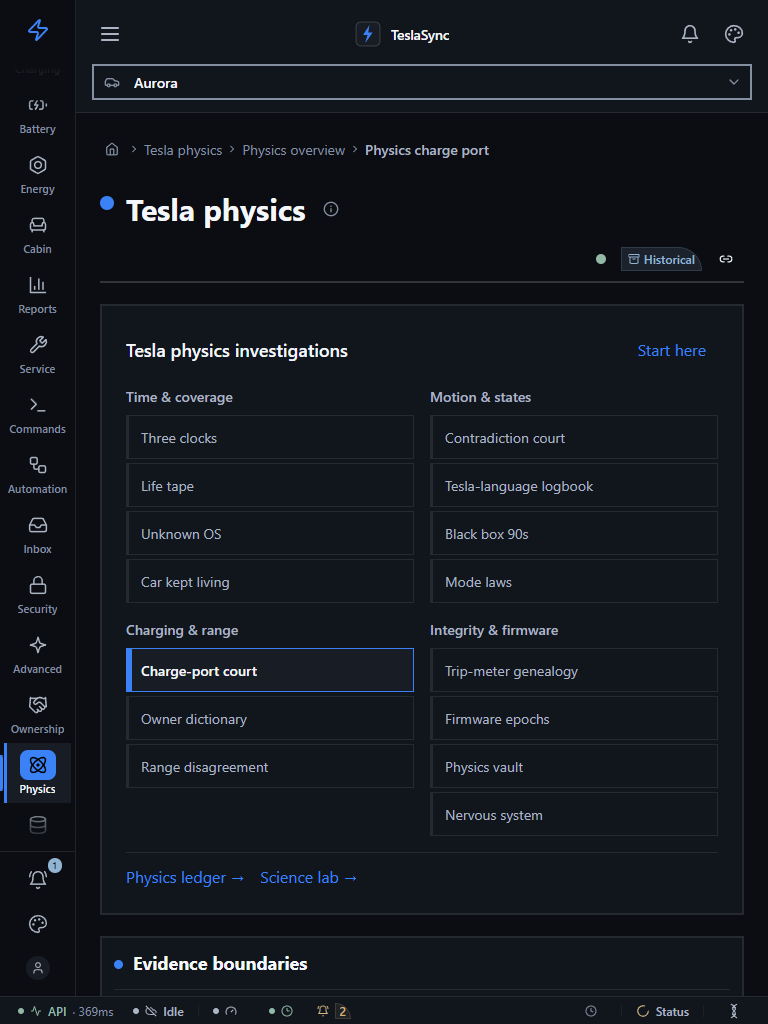 TeslaSync
Aurora
Battery
Energy
Cabin
Reports
Service
Commands
Automation
Inbox
Security
Advanced
Ownership
Physics
1
Tesla physics > Physics overview > Physics charge port
Tesla physics
Historical
Tesla physics investigations
Start here
Time & coverage
Three clocks
Life tape
Unknown OS
Car kept living
Motion & states
Contradiction court
Tesla-language logbook
Black box 90s
Mode laws
Charging & range
Charge-port court
Owner dictionary
Range disagreement
Integrity & firmware
Trip-meter genealogy
Firmware epochs
Physics vault
Nervous system
Physics ledger → Science lab →
Evidence boundaries
API · 369ms Idle 2 Status